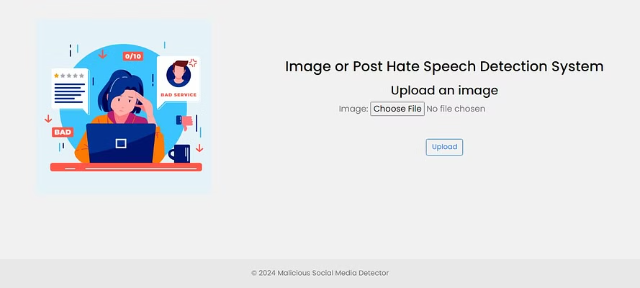 0/10
BAD SERVICE
BAD
Image or Post Hate Speech Detection System
Upload an image
Image: Choose File No file chosen
Upload
© 2024 Malicious Social Media Detector